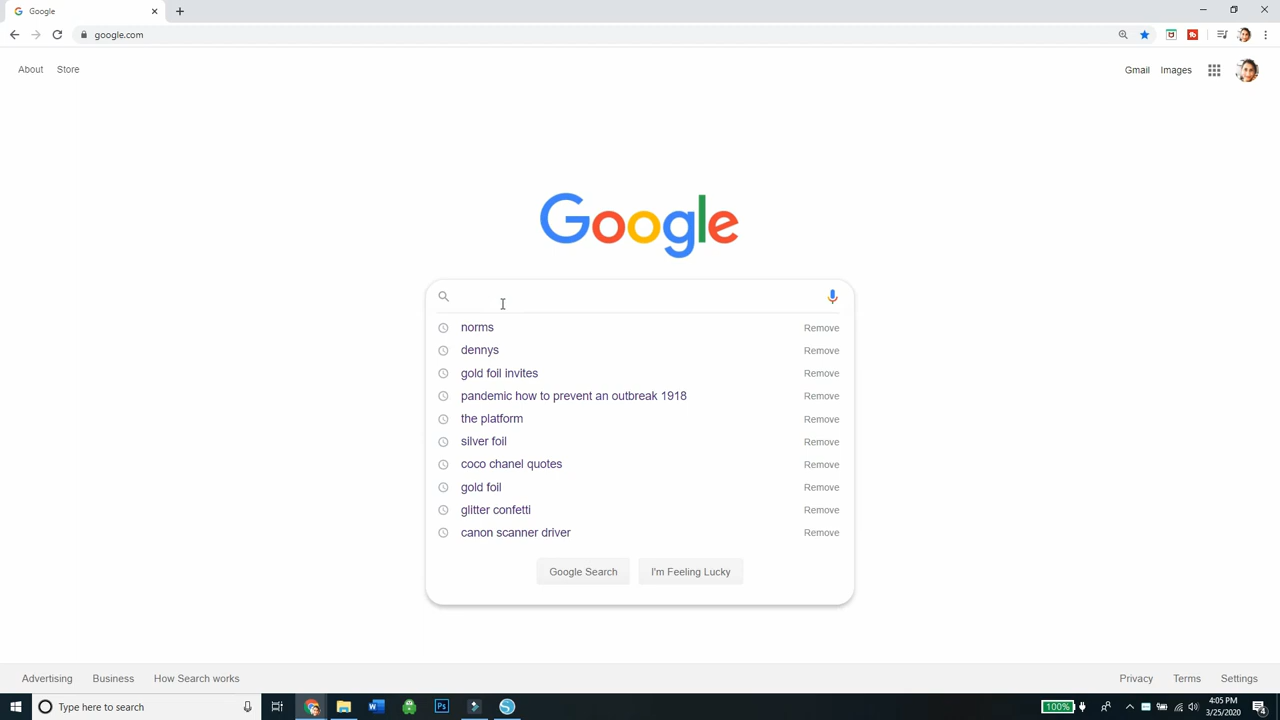 Google
google.com
About Store
Gmail Images
Google
norms Remove
dennys Remove
gold foil invites Remove
pandemic how to prevent an outbreak 1918 Remove
the platform Remove
silver foil Remove
coco chanel quotes Remove
gold foil Remove
glitter confetti Remove
canon scanner driver Remove
Google Search I'm Feeling Lucky
Advertising Business How Search works
Privacy Terms Settings
Type here to search
Ps
100%
4:05 PM
3/25/2020
4